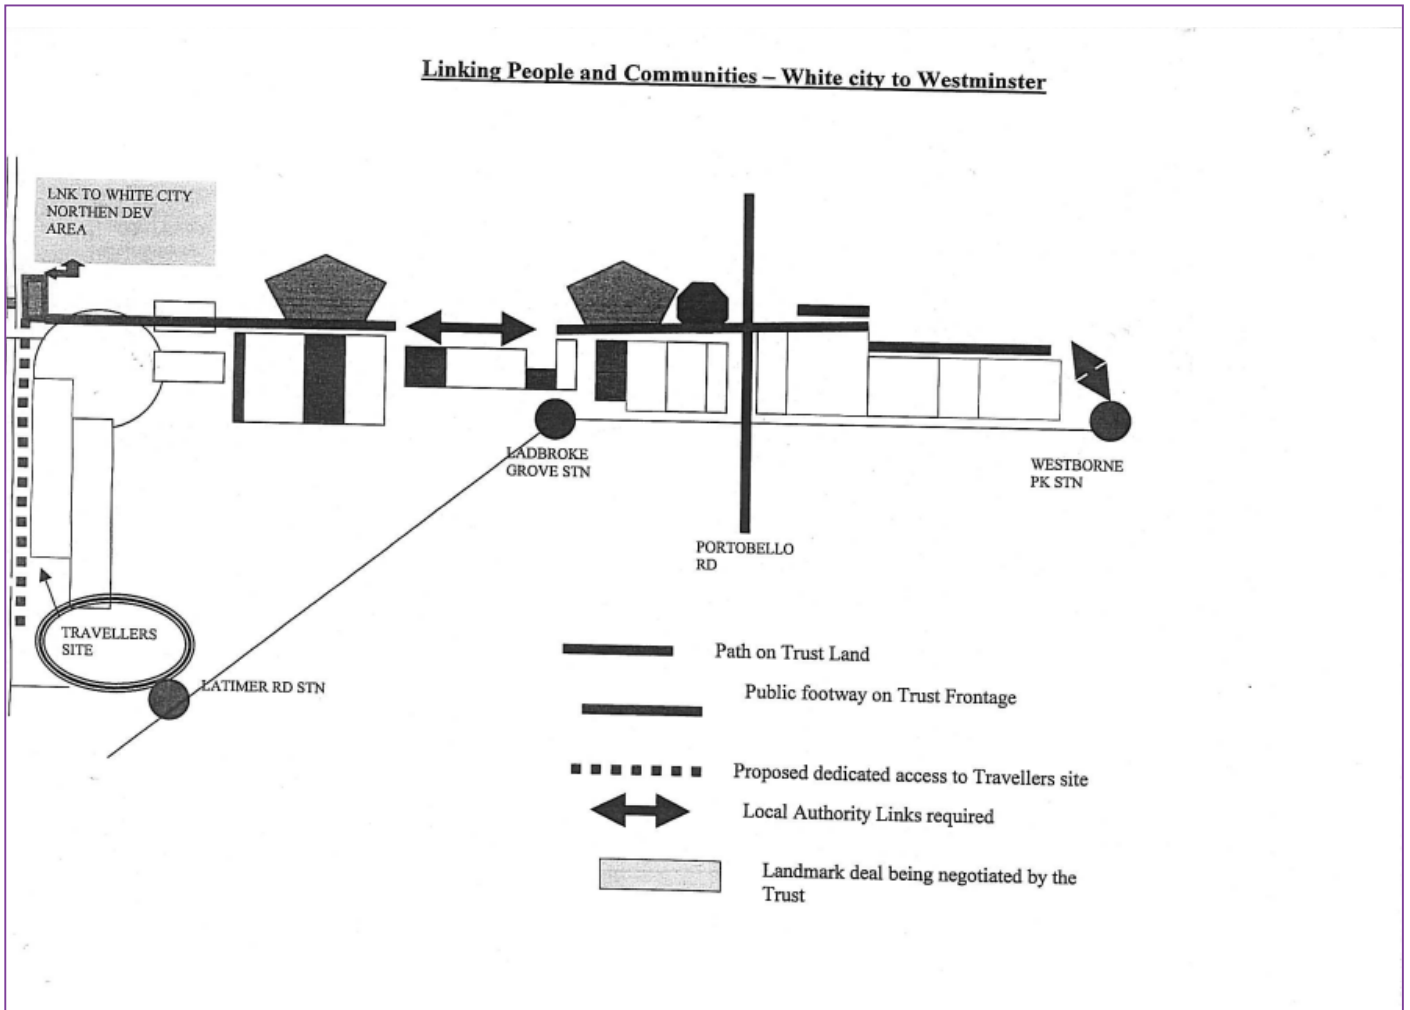 Linking People and Communities – White city to Westminster
LNK TO WHITE CITY
NORTHEN DEV
AREA
LADBROKE
GROVE STN
WESTBORNE
PK STN
PORTOBELLO
RD
TRAVELLERS
SITE
LATIMER RD STN
Path on Trust Land
Public footway on Trust Frontage
Proposed dedicated access to Travellers site
Local Authority Links required
Landmark deal being negotiated by the
Trust